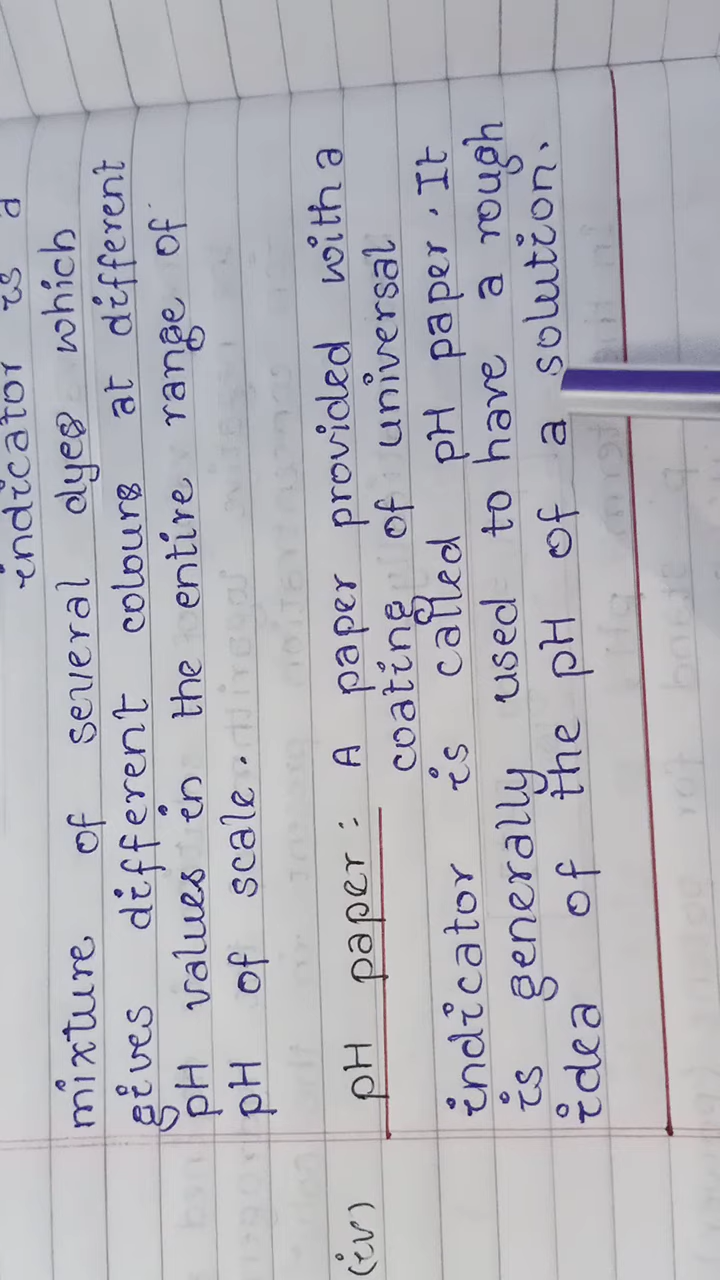 indicator is a
mixture of several dyes which
gives different colours at different
pH values in the entire range of
pH of scale.
(iv) pH paper: A paper provided with a
coating of universal
indicator is called pH paper. It
is generally used to have a rough
idea of the pH of a solution.